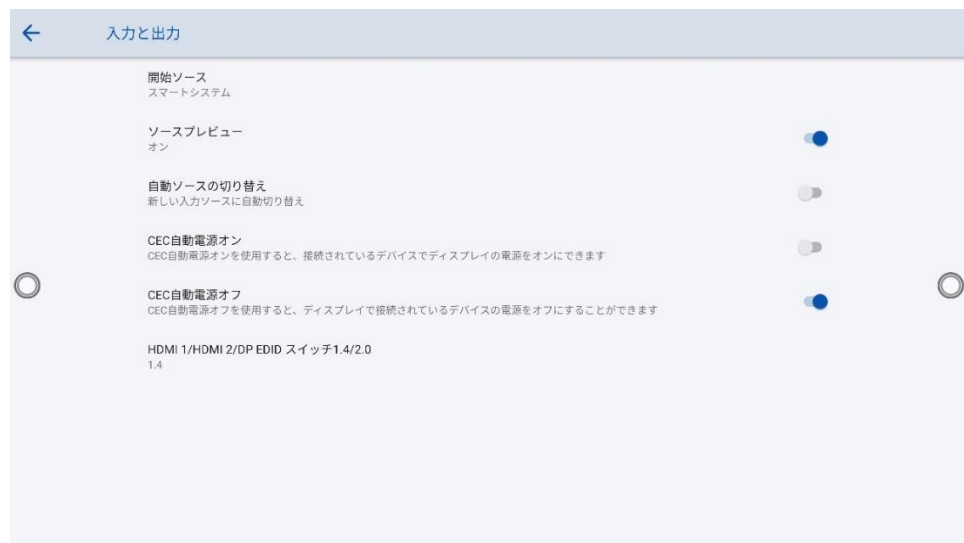 入力と出力
開始ソース
スマートシステム
ソースプレビュー
オン
自動ソースの切り替え
新しい入力ソースに自動切り替え
CEC自動電源オン
CEC自動電源オンを使用すると、接続されているデバイスでディスプレイの電源をオンにできます
CEC自動電源オフ
CEC自動電源オフを使用すると、ディスプレイで接続されているデバイスの電源をオフにすることができます
HDMI 1/HDMI 2/DP EDID スイッチ1.4/2.0
1.4